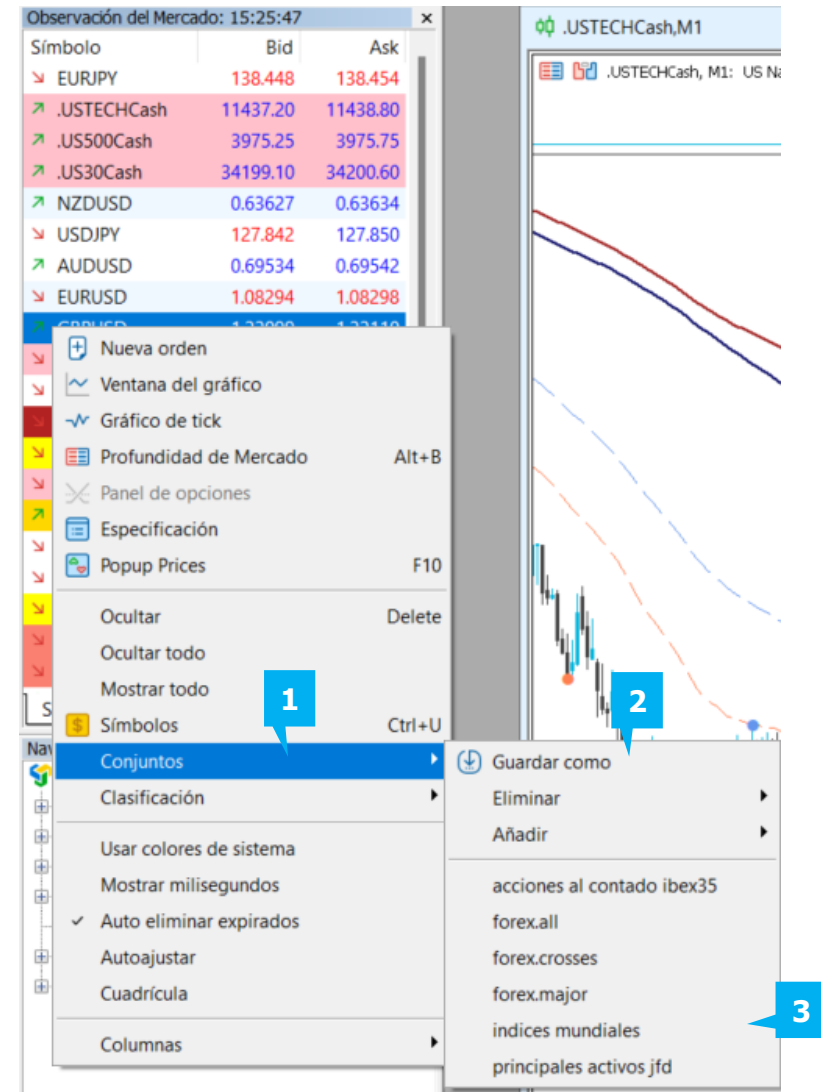 Observación del Mercado: 15:25:47
Símbolo Bid Ask
EURJPY 138.448 138.454
.USTECHCash 11437.20 11438.80
.US500Cash 3975.25 3975.75
.US30Cash 34199.10 34200.60
NZDUSD 0.63627 0.63634
USDJPY 127.842 127.850
AUDUSD 0.69534 0.69542
EURUSD 1.08294 1.08298
Nueva orden
Ventana del gráfico
Gráfico de tick
Profundidad de Mercado Alt+B
Panel de opciones
Especificación
Popup Prices F10
Ocultar Delete
Ocultar todo
Mostrar todo
Símbolos Ctrl+U
Conjuntos
Clasificación
Usar colores de sistema
Mostrar milisegundos
Auto eliminar expirados
Autoajustar
Cuadrícula
Columnas
S
Nav
1
.USTECHCash,M1
.USTECHCash, M1: US Na
2
Guardar como
Eliminar
Añadir
acciones al contado ibex35
forex.all
forex.crosses
forex.major
indices mundiales
principales activos jfd
3